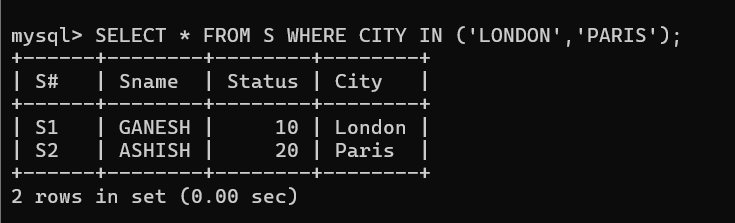 mysql> SELECT * FROM S WHERE CITY IN ('LONDON','PARIS');
+------+--------+--------+--------+
| S#   | Sname  | Status | City   |
+------+--------+--------+--------+
| S1   | GANESH |     10 | London |
| S2   | ASHISH |     20 | Paris  |
+------+--------+--------+--------+
2 rows in set (0.00 sec)